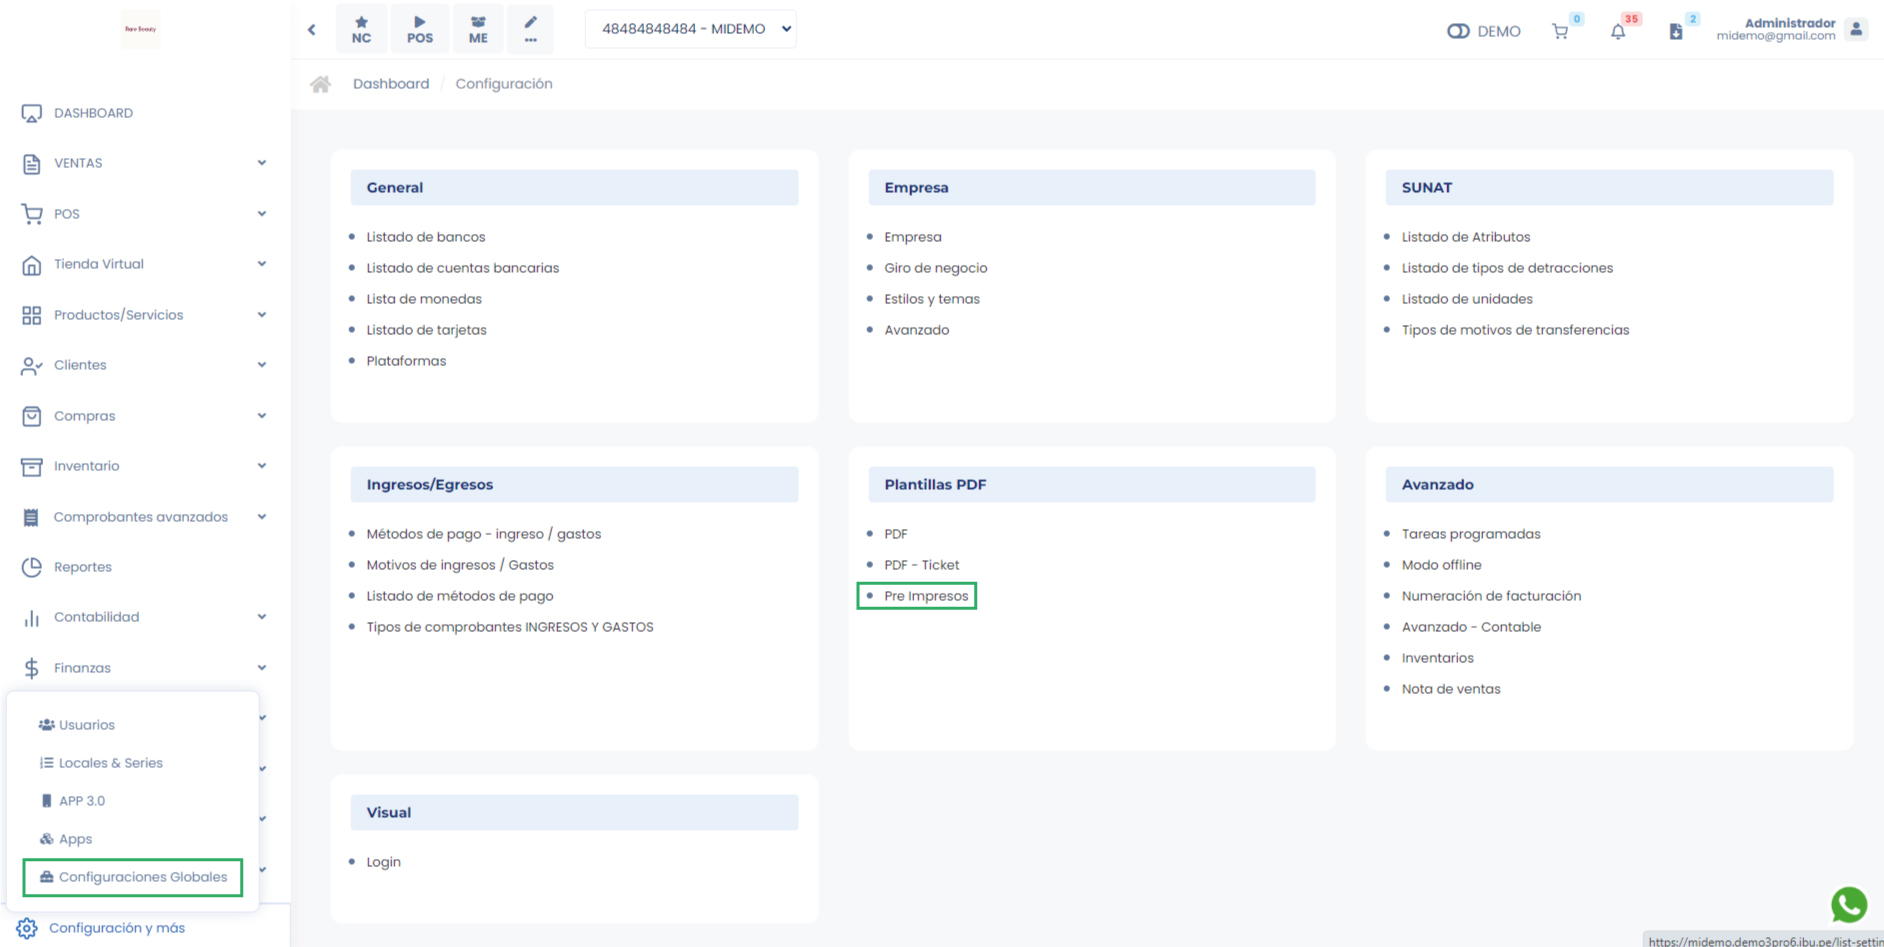 Rare Beauty
NC
POS
ME
...
48484848484 - MIDEMO
DEMO
0
35
2
Administrador
midemo@gmail.com
Dashboard / Configuración
DASHBOARD
VENTAS
POS
Tienda Virtual
Productos/Servicios
Clientes
Compras
Inventario
Comprobantes avanzados
Reportes
Contabilidad
Finanzas
Usuarios
Locales & Series
APP 3.0
Apps
Configuraciones Globales
Configuración y más
General
Listado de bancos
Listado de cuentas bancarias
Lista de monedas
Listado de tarjetas
Plataformas
Empresa
Empresa
Giro de negocio
Estilos y temas
Avanzado
SUNAT
Listado de Atributos
Listado de tipos de detracciones
Listado de unidades
Tipos de motivos de transferencias
Ingresos/Egresos
Métodos de pago - ingreso / gastos
Motivos de ingresos / Gastos
Listado de métodos de pago
Tipos de comprobantes INGRESOS Y GASTOS
Plantillas PDF
PDF
PDF - Ticket
Pre Impresos
Avanzado
Tareas programadas
Modo offline
Numeración de facturación
Avanzado - Contable
Inventarios
Nota de ventas
Visual
Login
https://midemo.demo3pro6.ibu.pe/list-settin